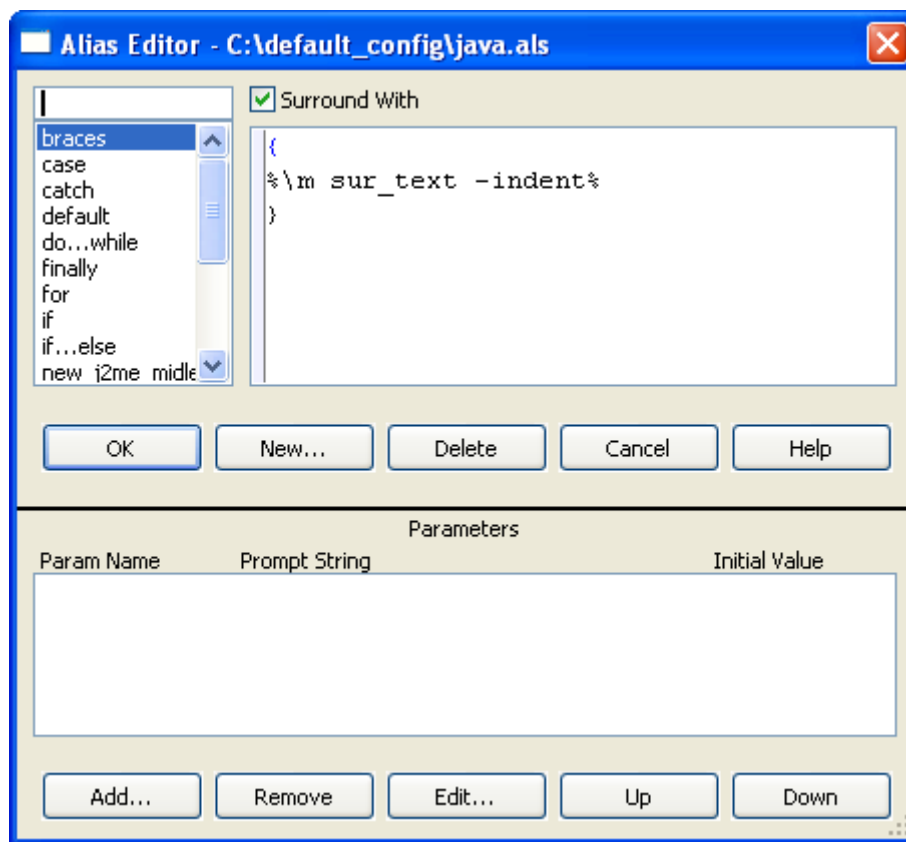 Alias Editor - C:\default_config\java.als
Surround With
braces
case
catch
default
do...while
finally
for
if
if...else
new_j2me_midle
{
%\m sur_text -indent%
}
OK New... Delete Cancel Help
Parameters
Param Name Prompt String Initial Value
Add... Remove Edit... Up Down